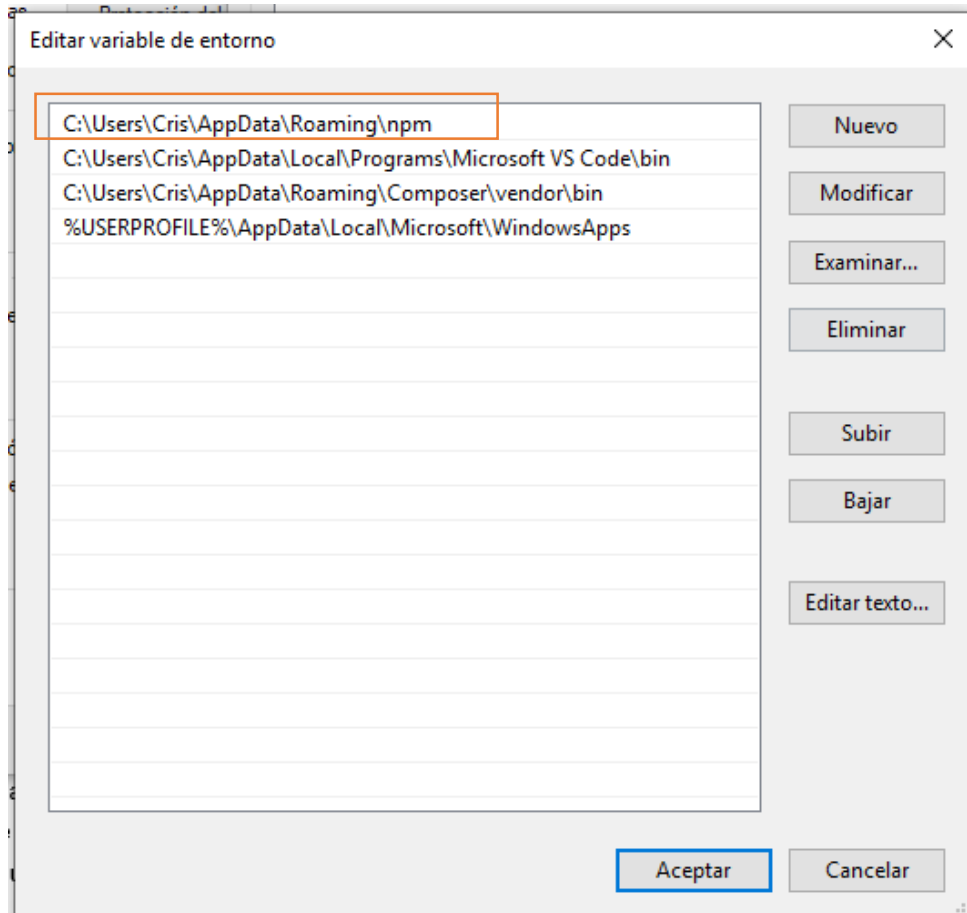 Editar variable de entorno
C:\Users\Cris\AppData\Roaming\npm
C:\Users\Cris\AppData\Local\Programs\Microsoft VS Code\bin
C:\Users\Cris\AppData\Roaming\Composer\vendor\bin
%USERPROFILE%\AppData\Local\Microsoft\WindowsApps
Nuevo
Modificar
Examinar...
Eliminar
Subir
Bajar
Editar texto...
Aceptar
Cancelar